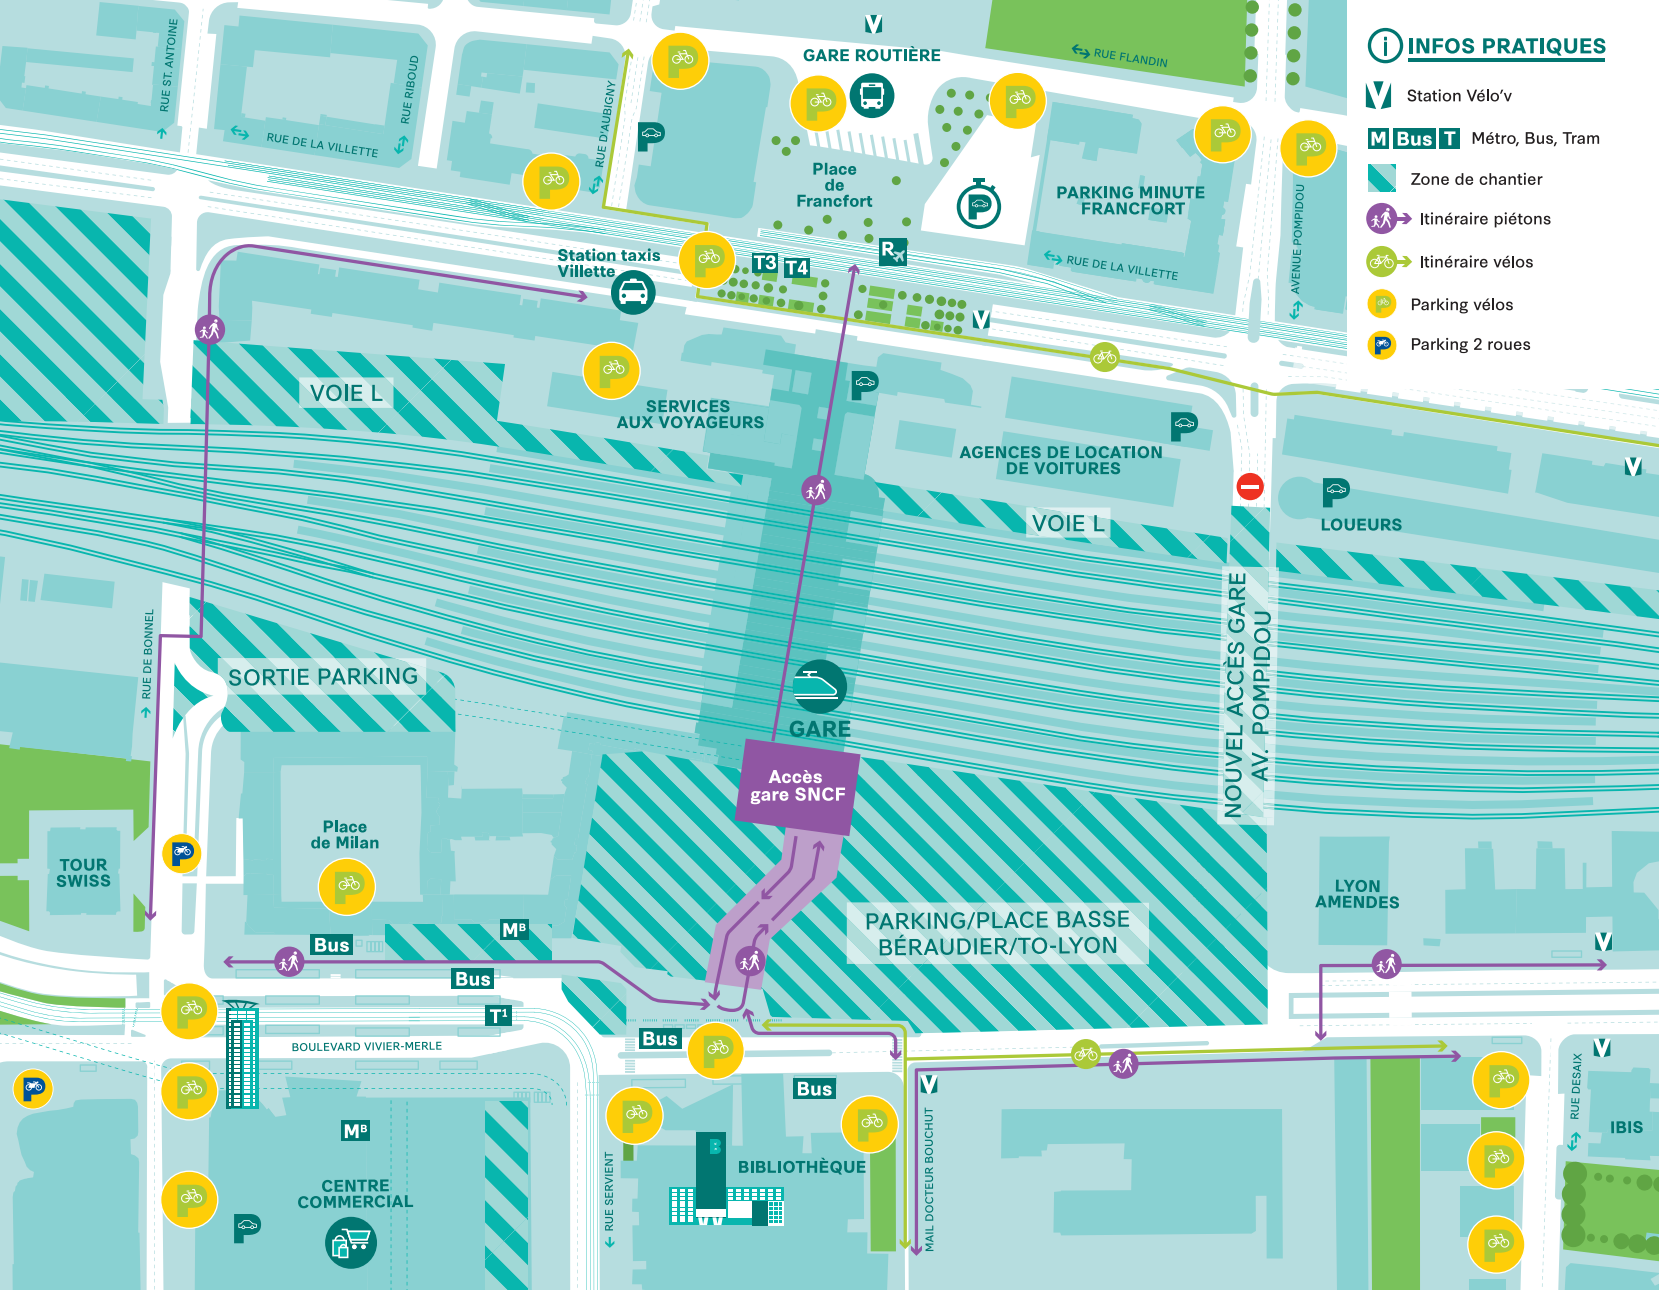 INFOS PRATIQUES
Station Vélo'v
M Bus T Métro, Bus, Tram
Zone de chantier
Itinéraire piétons
Itinéraire vélos
Parking vélos
Parking 2 roues
RUE ST. ANTOINE
RUE RIBOUD
RUE DE LA VILLETTE
RUE D'AUBIGNY
GARE ROUTIÈRE
RUE FLANDIN
Place
de
Francfort
PARKING MINUTE
FRANCFORT
AVENUE POMPIDOU
RUE DE LA VILLETTE
Station taxis
Villette
T3
T4
R
VOIE L
SERVICES
AUX VOYAGEURS
AGENCES DE LOCATION
DE VOITURES
VOIE L
LOUEURS
NOUVEL ACCÈS GARE
AV. POMPIDOU
RUE DE BONNEL
SORTIE PARKING
GARE
Accès
gare SNCF
Place
de Milan
TOUR
SWISS
LYON
AMENDES
PARKING/PLACE BASSE
BÉRAUDIER/TO-LYON
MB
Bus
Bus
T1
Bus
BOULEVARD VIVIER-MERLE
Bus
MB
CENTRE
COMMERCIAL
RUE SERVIENT
B
BIBLIOTHÈQUE
MAIL DOCTEUR BOUCHUT
RUE DESAIX
IBIS